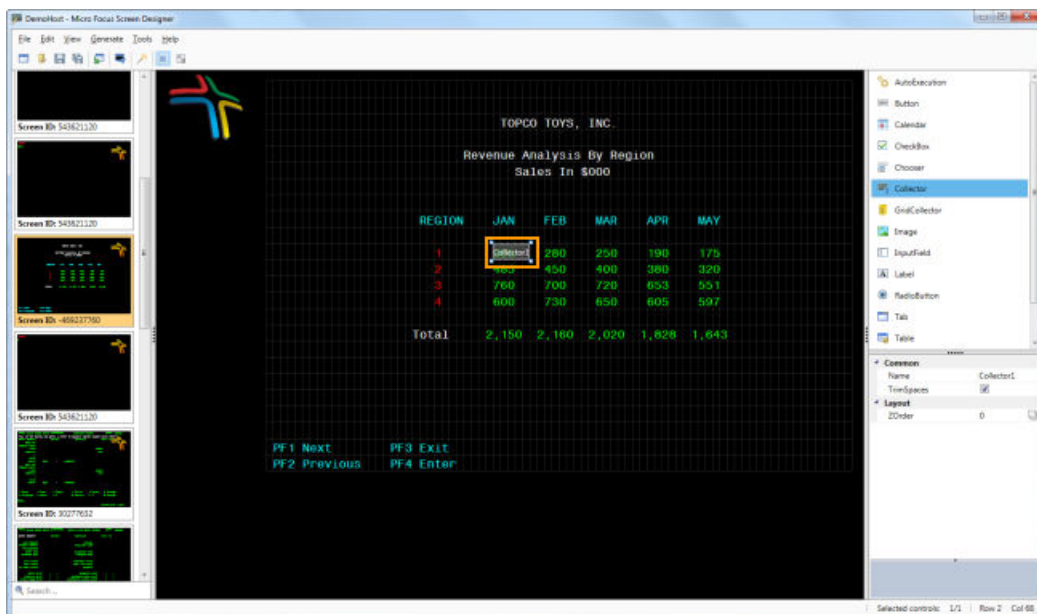 DemoHost - Micro Focus Screen Designer
File Edit View Generate Tools Help
Screen ID: 543621120
Screen ID: 543621120
Screen ID: -469237760
Screen ID: 543621120
Screen ID: 30277632
Search...
TOPCO TOYS, INC.
Revenue Analysis By Region
Sales In $000
REGION JAN FEB MAR APR MAY
1 Collector1 280 250 190 175
2 485 450 400 380 320
3 760 700 720 653 551
4 600 730 650 605 597
Total 2,150 2,160 2,020 1,828 1,643
PF1 Next PF3 Exit
PF2 Previous PF4 Enter
AutoExecution
Button
Calendar
CheckBox
Chooser
Collector
GridCollector
Image
InputField
Label
RadioButton
Tab
Table
Common
Name Collector1
TrimSpaces
Layout
ZOrder 0
Selected controls: 1/1 Row 2 Col 68